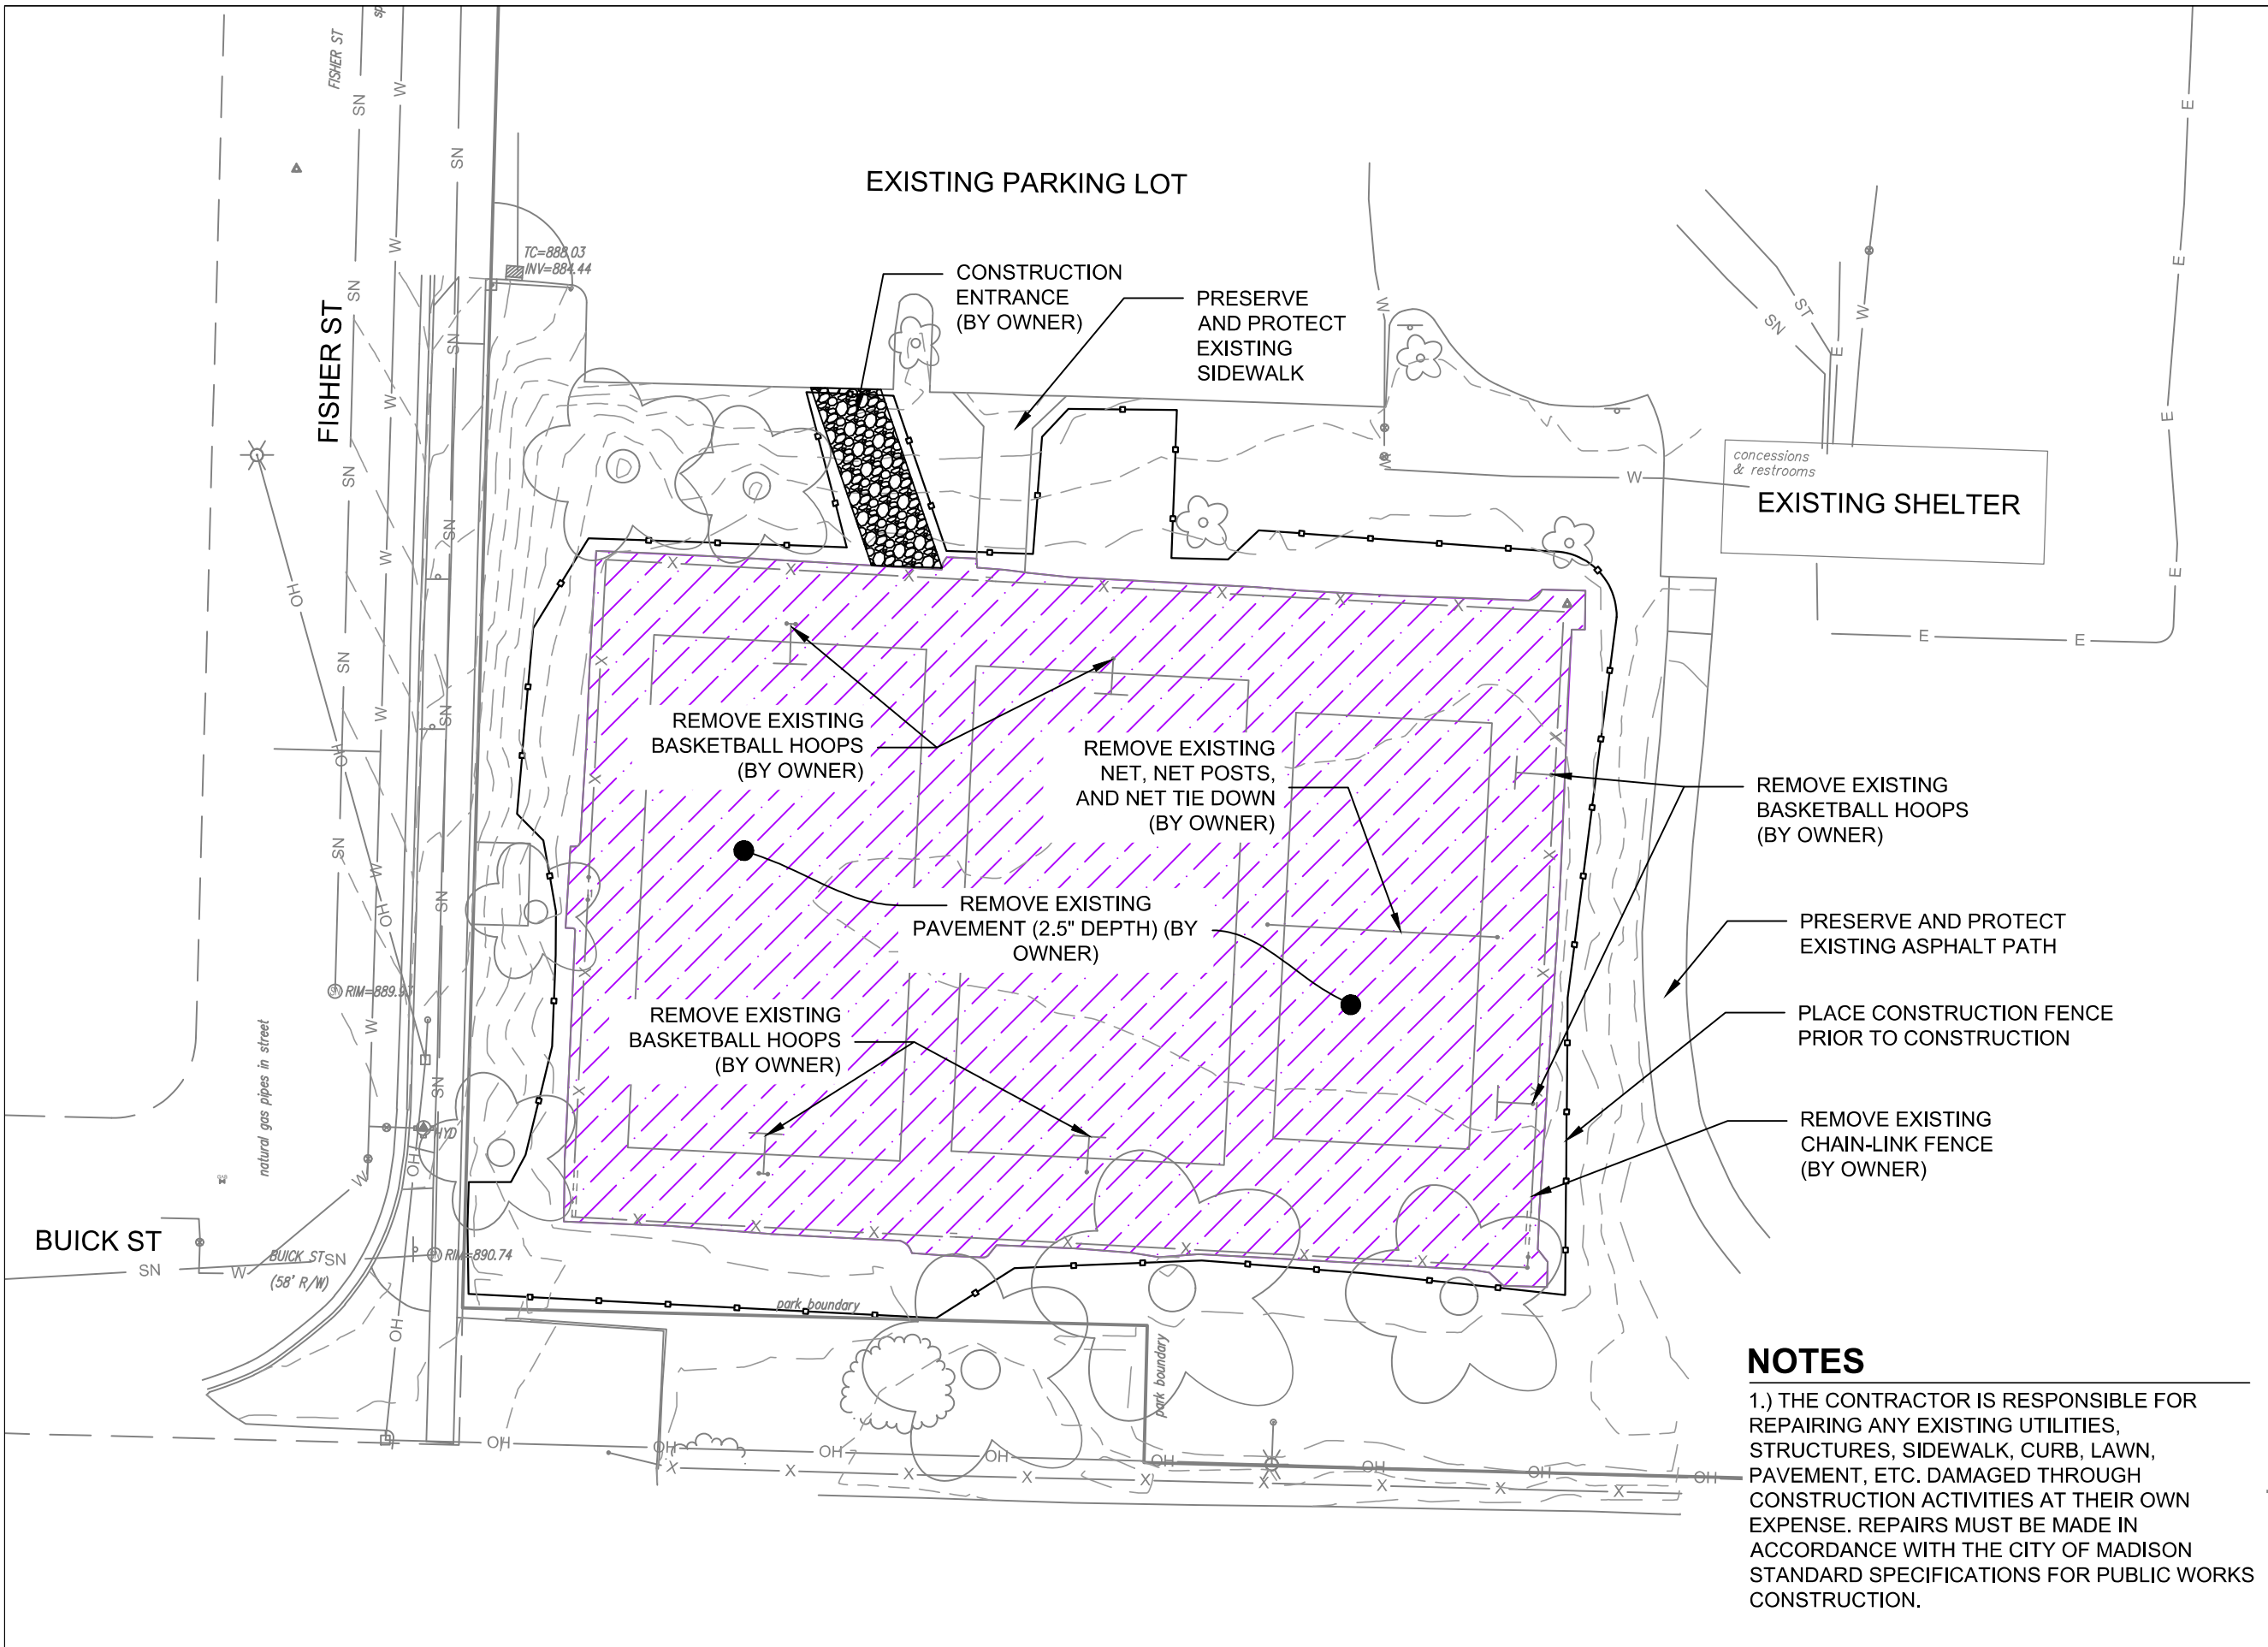 FISHER ST
EXISTING PARKING LOT
TC=888.03
INV=884.44
CONSTRUCTION
ENTRANCE
(BY OWNER)
PRESERVE
AND PROTECT
EXISTING
SIDEWALK
FISHER ST
concessions
& restrooms
EXISTING SHELTER
REMOVE EXISTING
BASKETBALL HOOPS
(BY OWNER)
REMOVE EXISTING
NET, NET POSTS,
AND NET TIE DOWN
(BY OWNER)
REMOVE EXISTING
BASKETBALL HOOPS
(BY OWNER)
REMOVE EXISTING
PAVEMENT (2.5" DEPTH) (BY
OWNER)
PRESERVE AND PROTECT
EXISTING ASPHALT PATH
RIM=889.93
REMOVE EXISTING
BASKETBALL HOOPS
(BY OWNER)
PLACE CONSTRUCTION FENCE
PRIOR TO CONSTRUCTION
natural gas pipes in street
HYD
REMOVE EXISTING
CHAIN-LINK FENCE
(BY OWNER)
BUICK ST
BUICK ST
(58' R/W)
RIM=890.74
park boundary
park boundary
NOTES
1.) THE CONTRACTOR IS RESPONSIBLE FOR
REPAIRING ANY EXISTING UTILITIES,
STRUCTURES, SIDEWALK, CURB, LAWN,
PAVEMENT, ETC. DAMAGED THROUGH
CONSTRUCTION ACTIVITIES AT THEIR OWN
EXPENSE. REPAIRS MUST BE MADE IN
ACCORDANCE WITH THE CITY OF MADISON
STANDARD SPECIFICATIONS FOR PUBLIC WORKS
CONSTRUCTION.